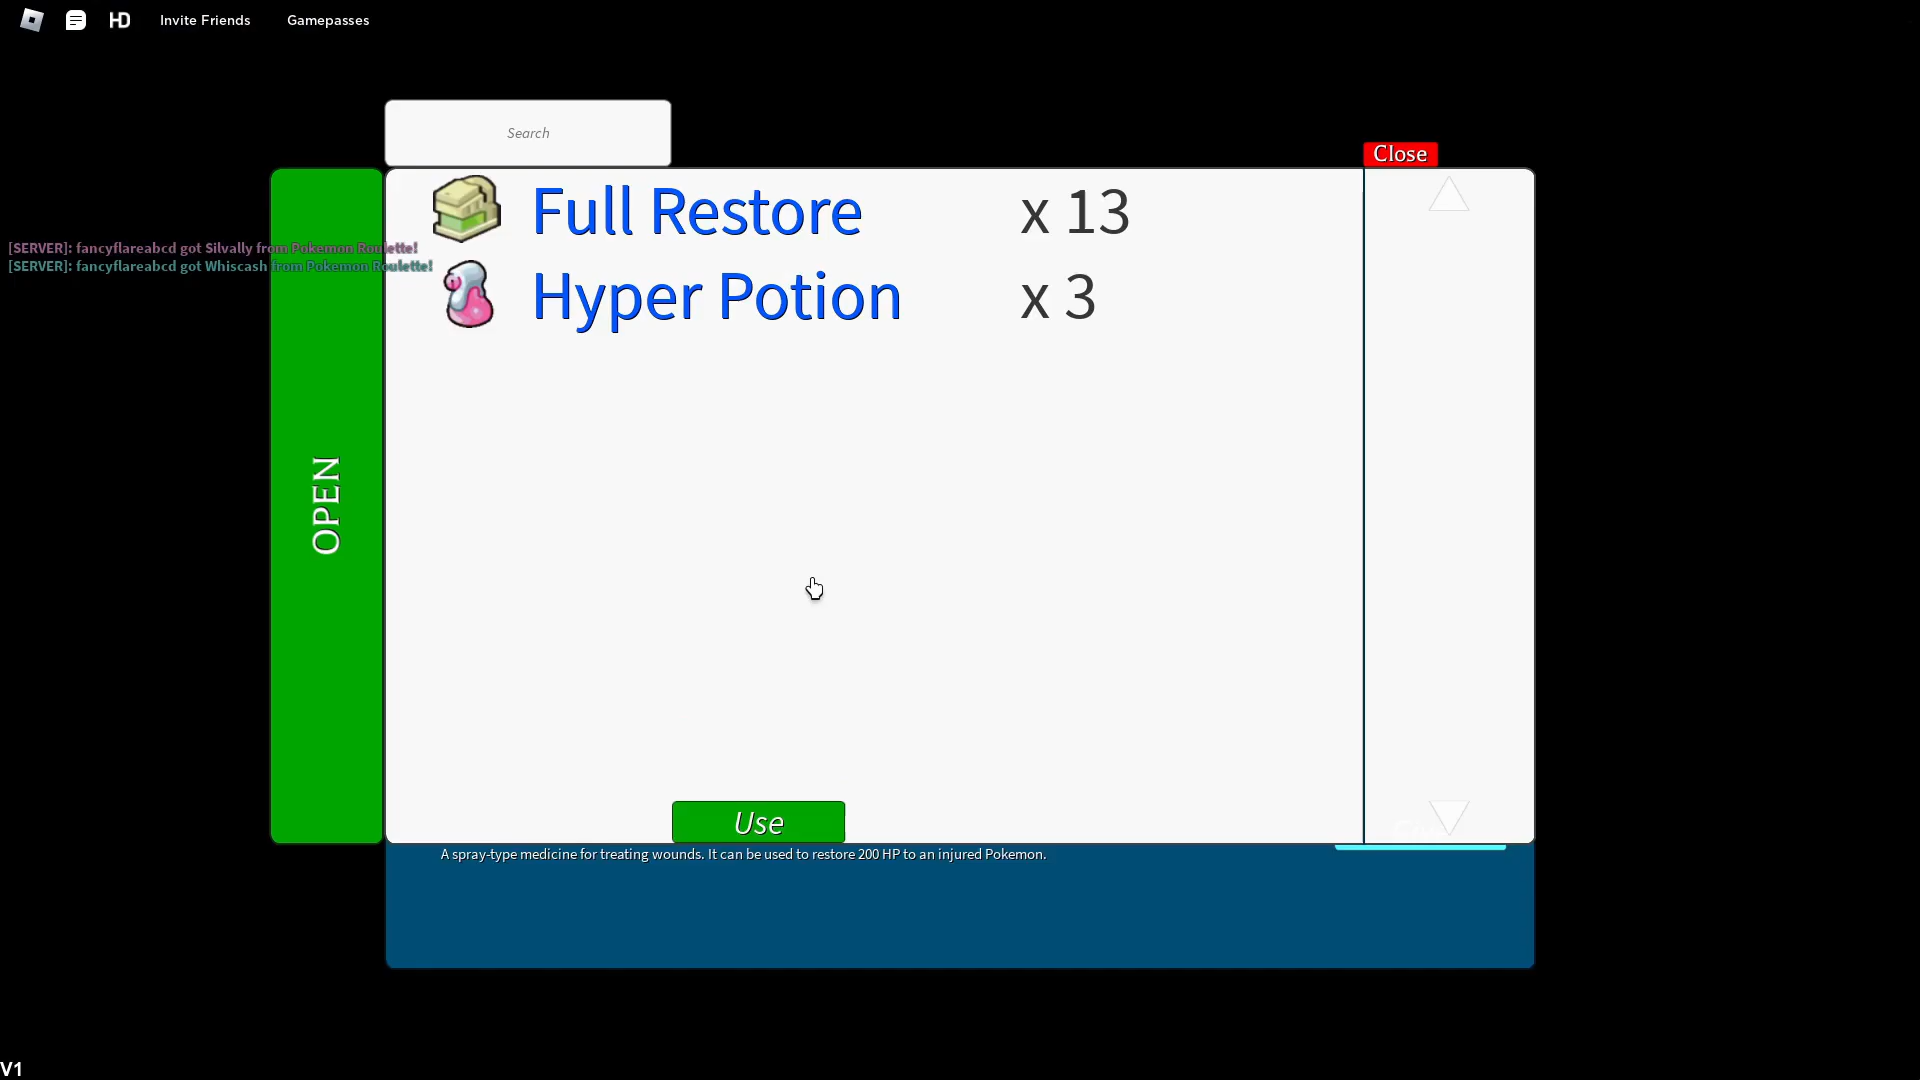 HD Invite Friends Gamepasses
Search
Close
Full Restore x 13
[SERVER]: fancyflareabcd got Silvally from Pokemon Roulette!
[SERVER]: fancyflareabcd got Whiscash from Pokemon Roulette!
Hyper Potion x 3
OPEN
Use
A spray-type medicine for treating wounds. It can be used to restore 200 HP to an injured Pokemon.
V1